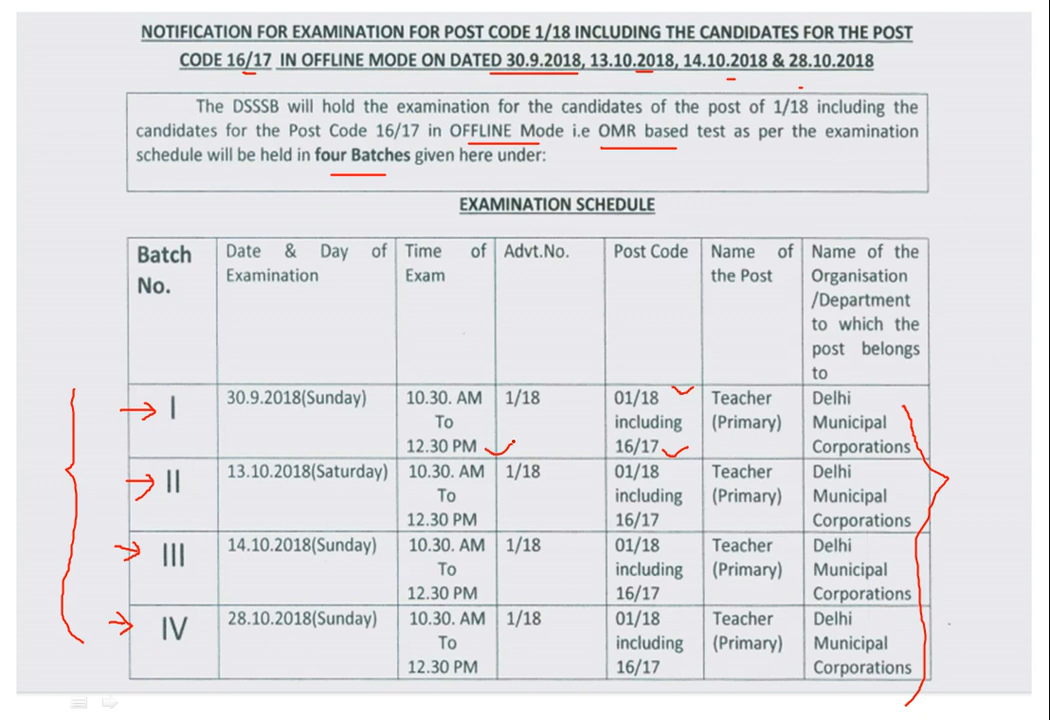 NOTIFICATION FOR EXAMINATION FOR POST CODE 1/18 INCLUDING THE CANDIDATES FOR THE POST
CODE 16/17 IN OFFLINE MODE ON DATED 30.9.2018, 13.10.2018, 14.10.2018 & 28.10.2018
The DSSSB will hold the examination for the candidates of the post of 1/18 including the
candidates for the Post Code 16/17 in OFFLINE Mode i.e OMR based test as per the examination
schedule will be held in four Batches given here under:
EXAMINATION SCHEDULE
Batch No. Date & Day of Examination Time of Exam Advt.No. Post Code Name of the Post Name of the Organisation /Department to which the post belongs to
I 30.9.2018(Sunday) 10.30. AM To 12.30 PM 1/18 01/18 including 16/17 Teacher (Primary) Delhi Municipal Corporations
II 13.10.2018(Saturday) 10.30. AM To 12.30 PM 1/18 01/18 including 16/17 Teacher (Primary) Delhi Municipal Corporations
III 14.10.2018(Sunday) 10.30. AM To 12.30 PM 1/18 01/18 including 16/17 Teacher (Primary) Delhi Municipal Corporations
IV 28.10.2018(Sunday) 10.30. AM To 12.30 PM 1/18 01/18 including 16/17 Teacher (Primary) Delhi Municipal Corporations